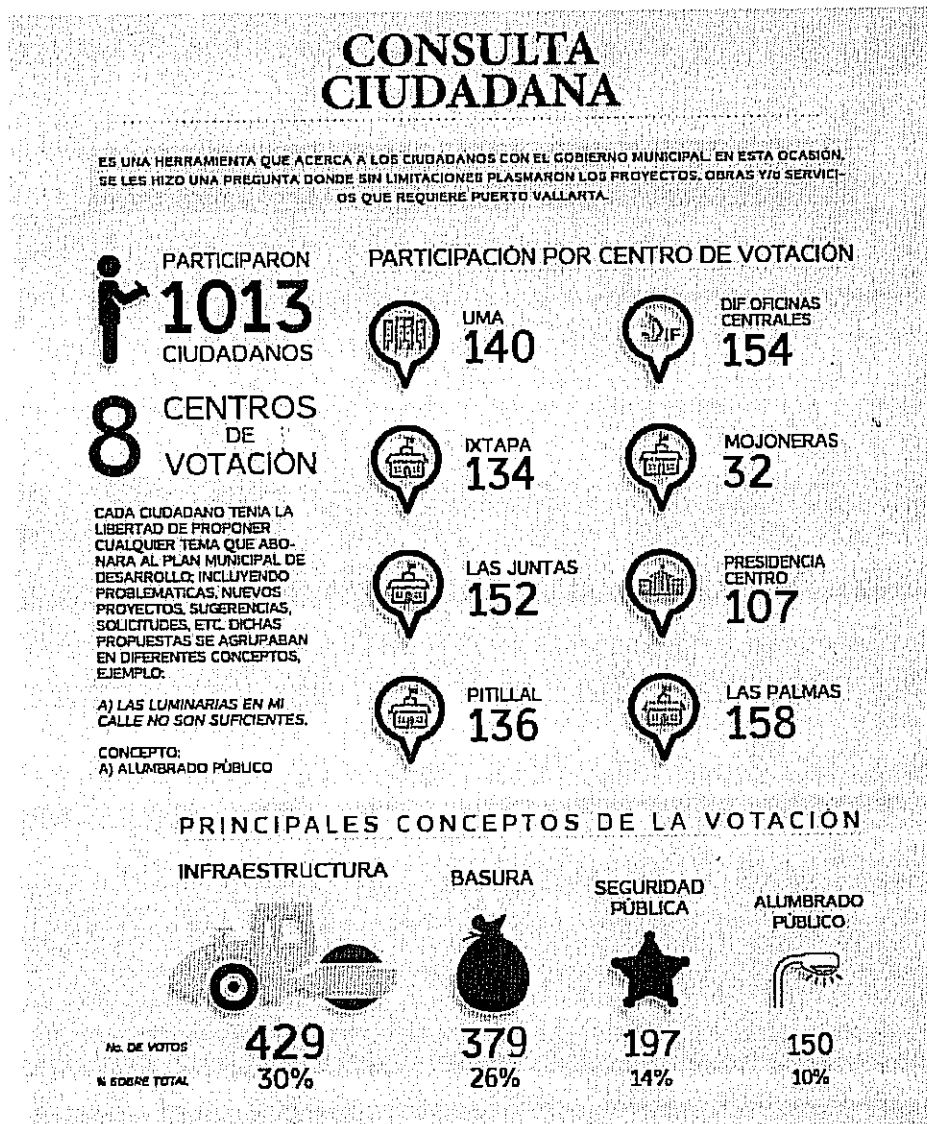 CONSULTA
CIUDADANA
ES UNA HERRAMIENTA QUE ACERCA A LOS CIUDADANOS CON EL GOBIERNO MUNICIPAL. EN ESTA OCASIÓN,
SE LES HIZO UNA PREGUNTA DONDE SIN LIMITACIONES PLASMARON LOS PROYECTOS, OBRAS Y/O SERVICI-
OS QUE REQUIERE PUERTO VALLARTA.
PARTICIPARON
1013
CIUDADANOS
8 CENTROS
DE
VOTACIÓN
CADA CIUDADANO TENIA LA
LIBERTAD DE PROPONER
CUALQUIER TEMA QUE ABO-
NARA AL PLAN MUNICIPAL DE
DESARROLLO; INCLUYENDO
PROBLEMATICAS, NUEVOS
PROYECTOS, SUGERENCIAS,
SOLICITUDES, ETC. DICHAS
PROPUESTAS SE AGRUPABAN
EN DIFERENTES CONCEPTOS,
EJEMPLO:
A) LAS LUMINARIAS EN MI
CALLE NO SON SUFICIENTES.
CONCEPTO:
A) ALUMBRADO PÚBLICO
PARTICIPACIÓN POR CENTRO DE VOTACIÓN
UMA
140
DIF
DIF OFICINAS
CENTRALES
154
IXTAPA
134
MOJONERAS
32
LAS JUNTAS
152
PRESIDENCIA
CENTRO
107
PITILLAL
136
LAS PALMAS
158
PRINCIPALES CONCEPTOS DE LA VOTACIÓN
INFRAESTRUCTURA
BASURA
SEGURIDAD
PÚBLICA
ALUMBRADO
PÚBLICO
No. DE VOTOS 429 379 197 150
% SOBRE TOTAL 30% 26% 14% 10%